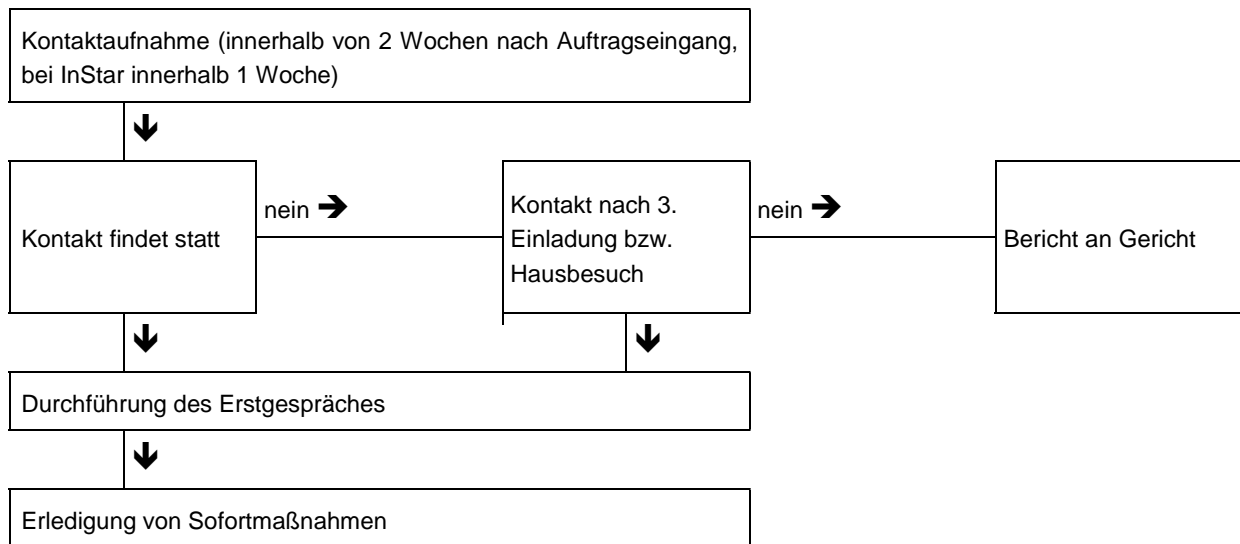 Kontaktaufnahme (innerhalb von 2 Wochen nach Auftragseingang,
bei InStar innerhalb 1 Woche)
🡻
Kontakt findet statt
nein 🡺
Kontakt nach 3.
Einladung bzw.
Hausbesuch
nein 🡺
Bericht an Gericht
🡻
🡻
Durchführung des Erstgespräches
🡻
Erledigung von Sofortmaßnahmen